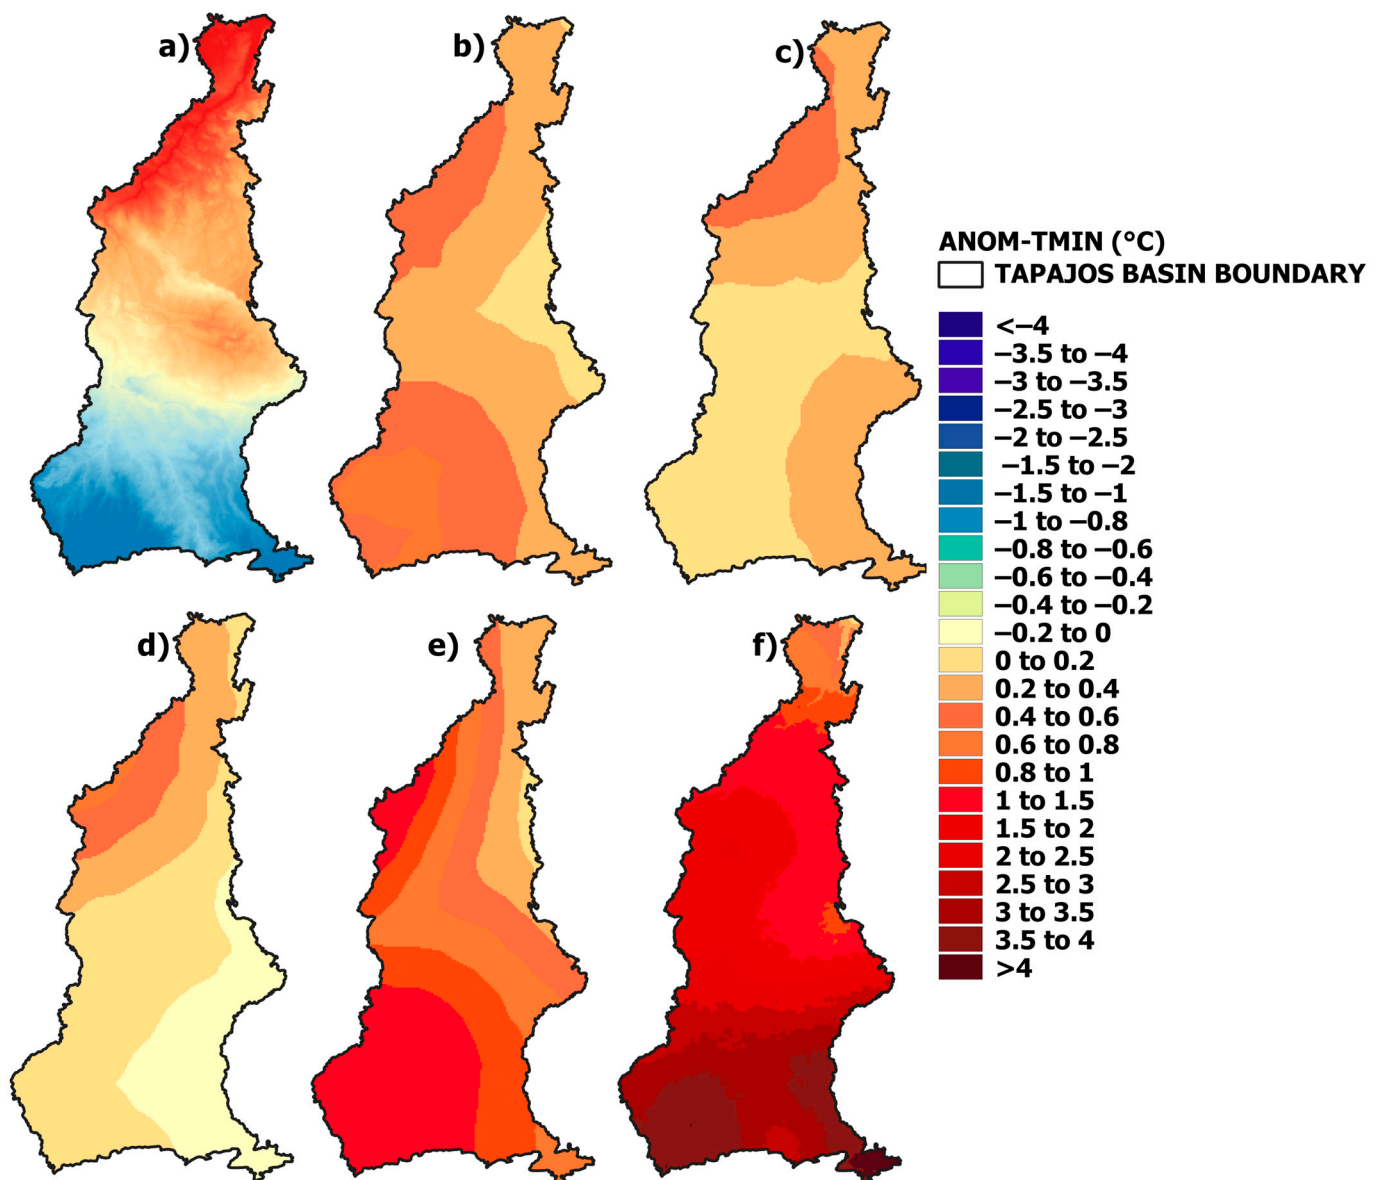 a)
b)
c)
ANOM-TMIN (°C)
TAPAJOS BASIN BOUNDARY
<–4
–3.5 to –4
–3 to –3.5
–2.5 to –3
–2 to –2.5
–1.5 to –2
–1.5 to –1
–1 to –0.8
–0.8 to –0.6
–0.6 to –0.4
–0.4 to –0.2
–0.2 to 0
0 to 0.2
0.2 to 0.4
0.4 to 0.6
0.6 to 0.8
0.8 to 1
1 to 1.5
1.5 to 2
2 to 2.5
2.5 to 3
3 to 3.5
3.5 to 4
>4
d)
e)
f)